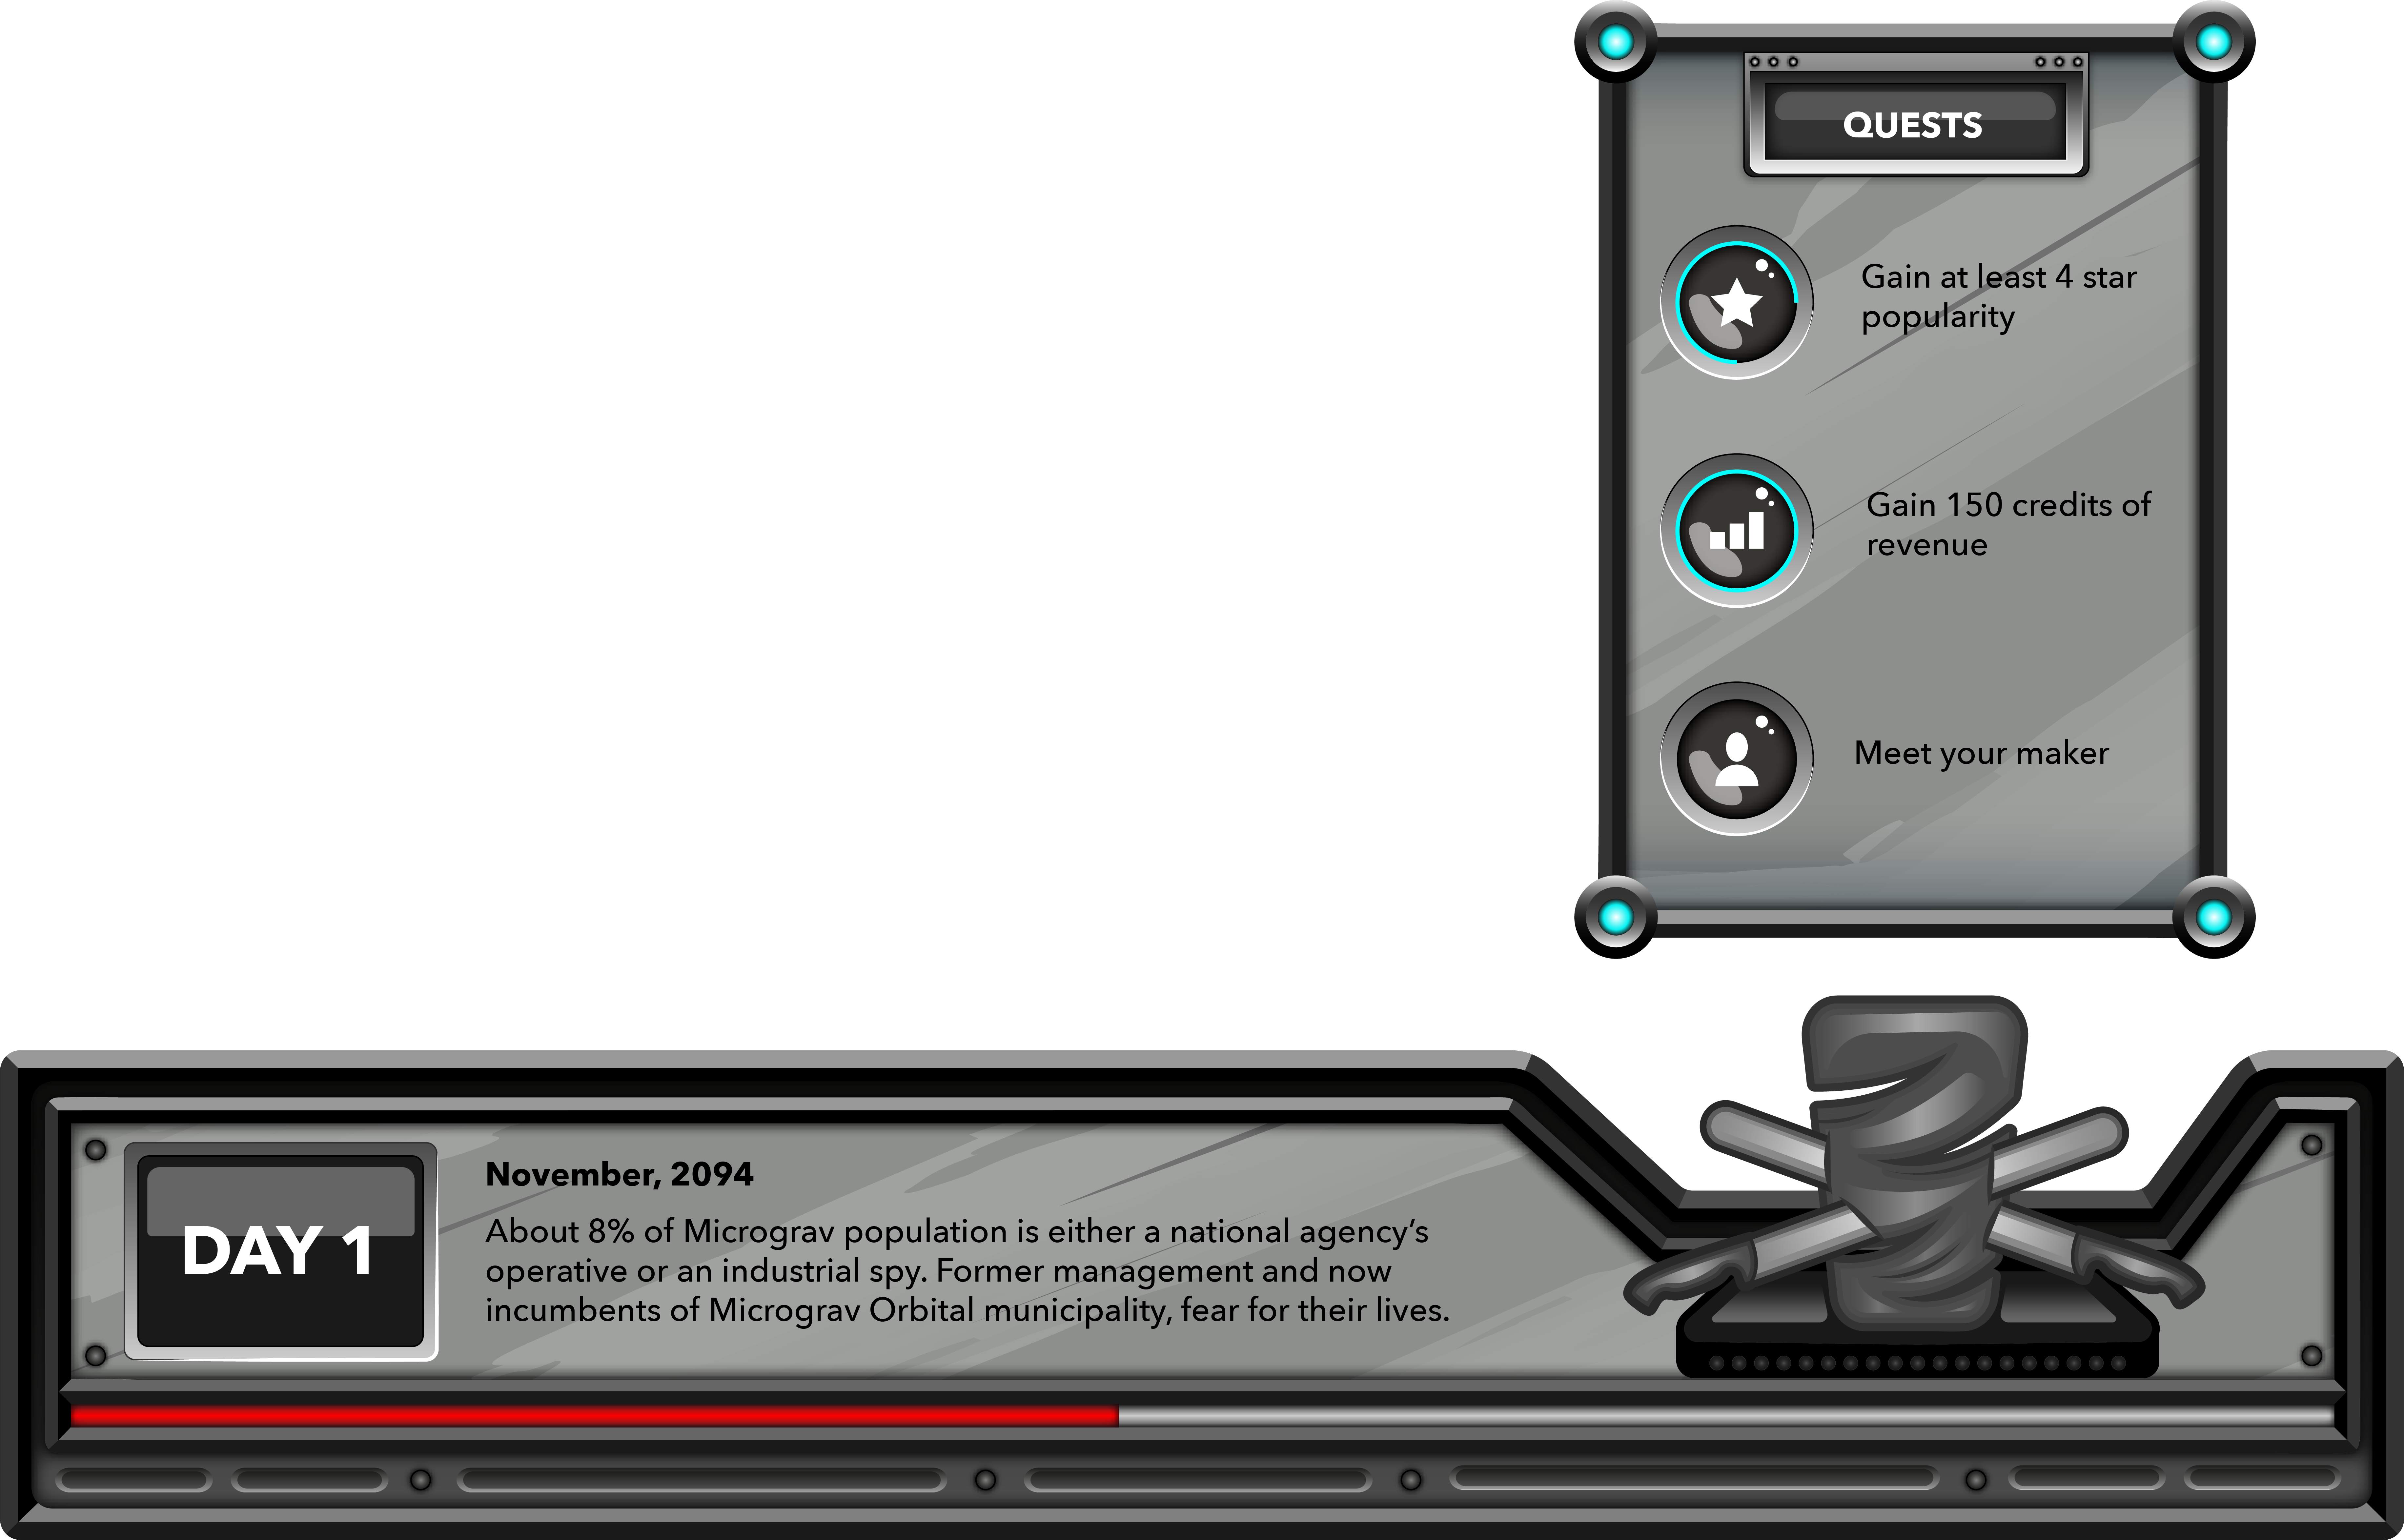 QUESTS
Gain at least 4 star
popularity
Gain 150 credits of
revenue
Meet your maker
DAY 1
November, 2094
About 8% of Micrograv population is either a national agency’s
operative or an industrial spy. Former management and now
incumbents of Micrograv Orbital municipality, fear for their lives.